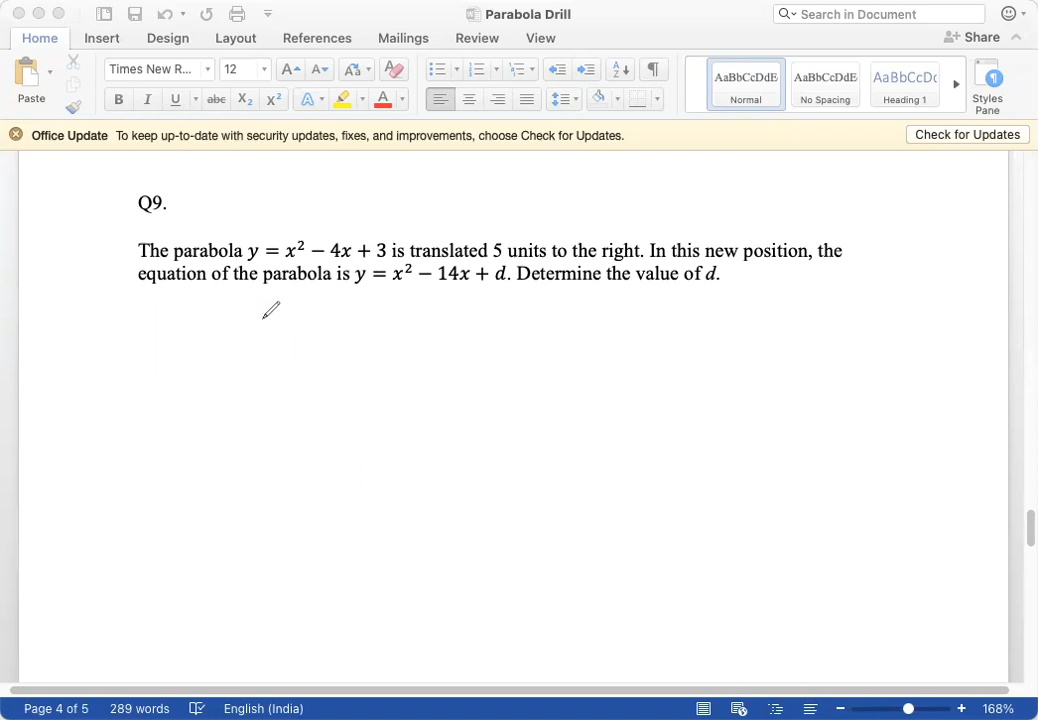 Parabola Drill
Search in Document
Home Insert Design Layout References Mailings Review View Share
Paste
Times New R... 12
B I U abc X₂ X²
AaBbCcDdE AaBbCcDdE AaBbCcDc
Normal No Spacing Heading 1
Styles Pane
Office Update To keep up-to-date with security updates, fixes, and improvements, choose Check for Updates. Check for Updates
Q9.
The parabola y = x² − 4x + 3 is translated 5 units to the right. In this new position, the
equation of the parabola is y = x² − 14x + d. Determine the value of d.
Page 4 of 5 289 words English (India) 168%